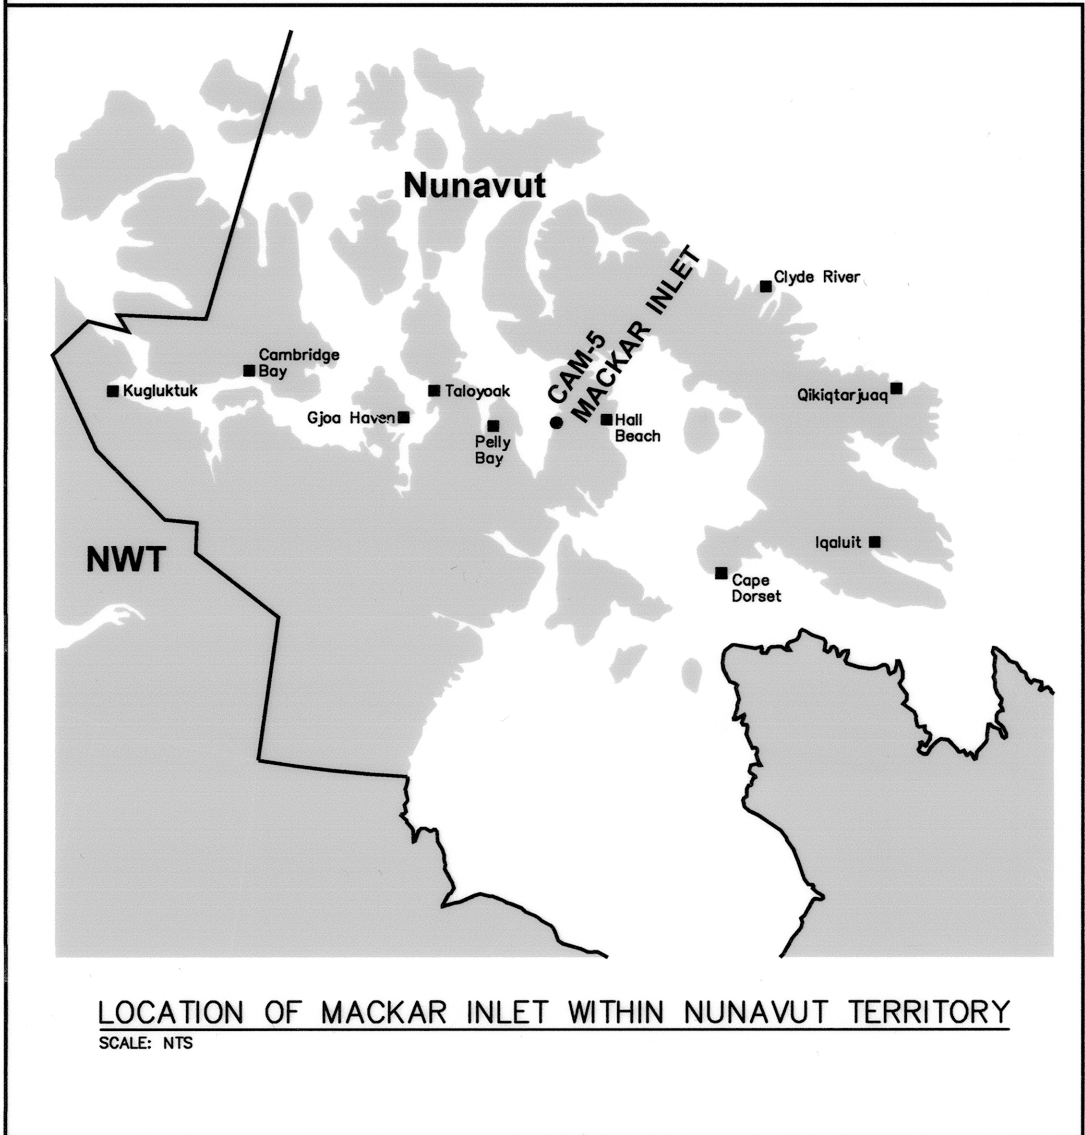 Nunavut
Clyde River
CAM-5
MACKAR INLET
Cambridge
Bay
Kugluktuk
Taloyoak
Qikiqtarjuaq
Gjoa Haven
Hall
Beach
Pelly
Bay
NWT
Iqaluit
Cape
Dorset
LOCATION OF MACKAR INLET WITHIN NUNAVUT TERRITORY
SCALE: NTS